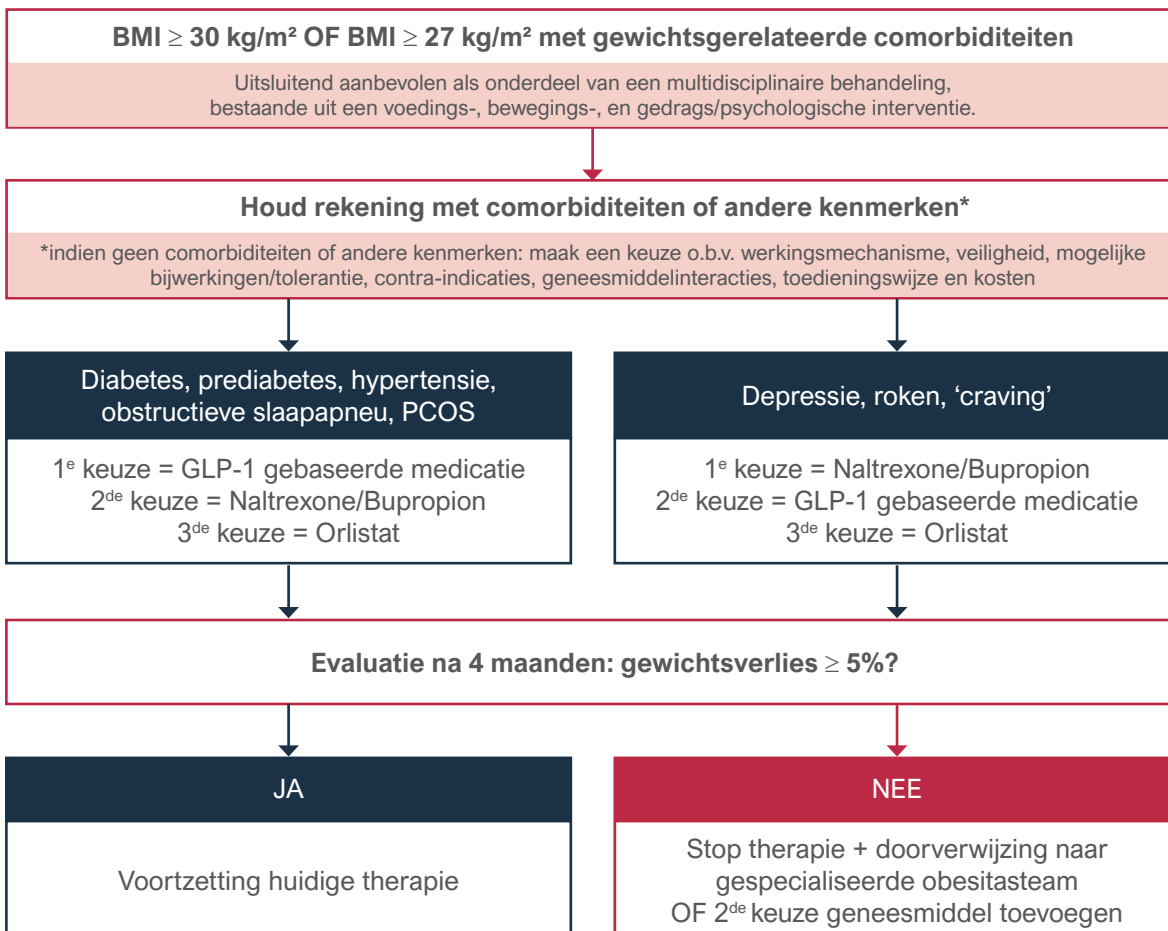 BMI ≥ 30 kg/m² OF BMI ≥ 27 kg/m² met gewichtsgerelateerde comorbiditeiten
Uitsluitend aanbevolen als onderdeel van een multidisciplinaire behandeling,
bestaande uit een voedings-, bewegings-, en gedrags/psychologische interventie.
Houd rekening met comorbiditeiten of andere kenmerken*
*indien geen comorbiditeiten of andere kenmerken: maak een keuze o.b.v. werkingsmechanisme, veiligheid, mogelijke
bijwerkingen/tolerantie, contra-indicaties, geneesmiddelinteracties, toedieningswijze en kosten
Diabetes, prediabetes, hypertensie,
obstructieve slaapapneu, PCOS
1e keuze = GLP-1 gebaseerde medicatie
2de keuze = Naltrexone/Bupropion
3de keuze = Orlistat
Depressie, roken, ‘craving’
1e keuze = Naltrexone/Bupropion
2de keuze = GLP-1 gebaseerde medicatie
3de keuze = Orlistat
Evaluatie na 4 maanden: gewichtsverlies ≥ 5%?
JA
Voortzetting huidige therapie
NEE
Stop therapie + doorverwijzing naar
gespecialiseerde obesitasteam
OF 2de keuze geneesmiddel toevoegen